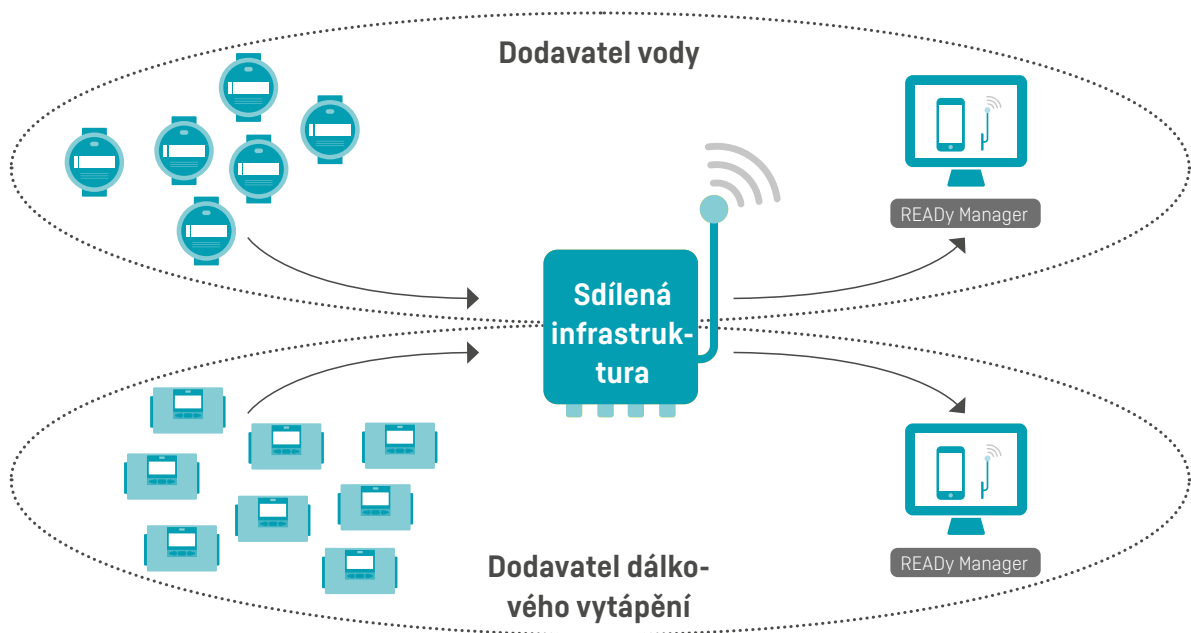 Dodavatel vody
READy Manager
Sdílená
infrastruk-
tura
READy Manager
Dodavatel dálko-
vého vytápění